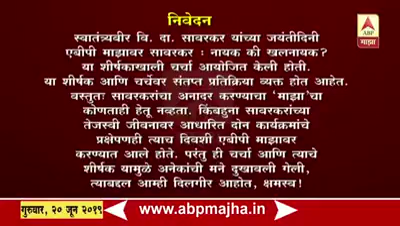 निवेदन
abp
माझा
स्वातंत्र्यवीर वि. दा. सावरकर यांच्या जयंतीदिनी
एबीपी माझावर सावरकर : नायक की खलनायक?
या शीर्षकाखाली चर्चा आयोजित केली होती.
या शीर्षक आणि चर्चेवर संतप्त प्रतिक्रिया व्यक्त होत आहेत.
वस्तुतः सावरकरांचा अनादर करण्याचा 'माझा'चा
कोणताही हेतू नव्हता. किंबहुना सावरकरांच्या
तेजस्वी जीवनावर आधारित दोन कार्यक्रमांचे
प्रक्षेपणही त्याच दिवशी एबीपी माझावर
करण्यात आले होते. परंतु ही चर्चा आणि त्याचे
शीर्षक यामुळे अनेकांची मने दुखावली गेली,
त्याबद्दल आम्ही दिलगीर आहोत, क्षमस्व!
www.abpmajha.in
गुरुवार, २० जून २०१९